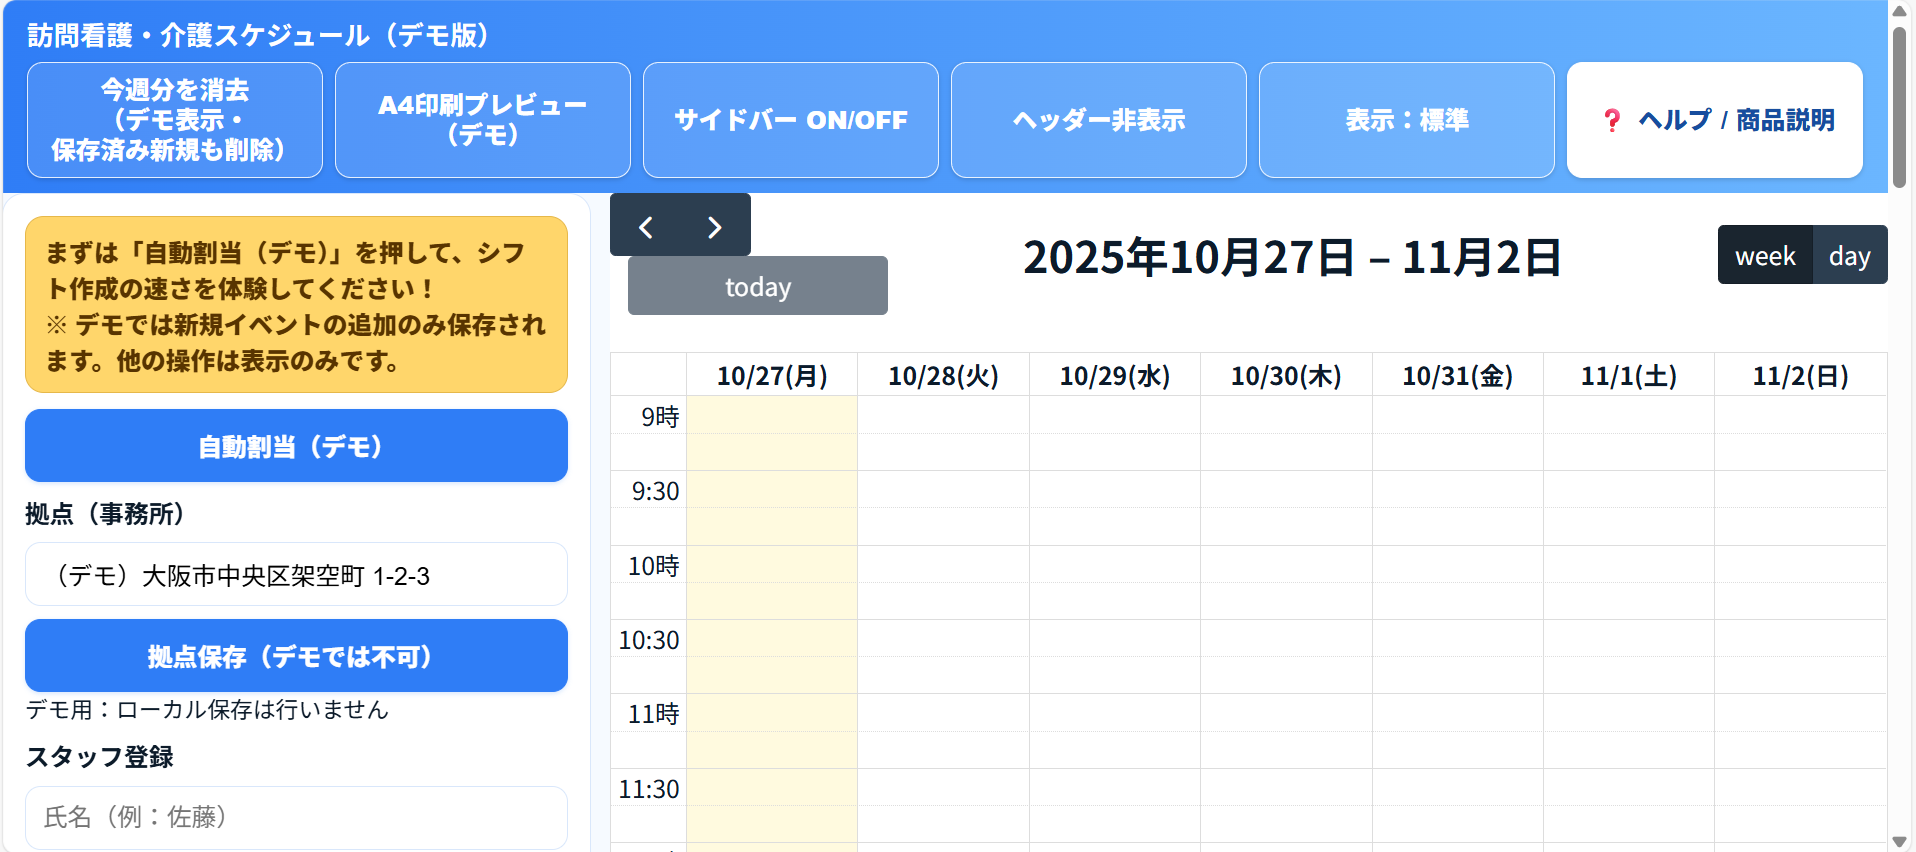 訪問看護・介護スケジュール（デモ版）
今週分を消去
（デモ表示・
保存済み新規も削除）
A4印刷プレビュー
（デモ）
サイドバー ON/OFF
ヘッダー非表示
表示：標準
❓ ヘルプ / 商品説明
まずは「自動割当（デモ）」を押して、シフ
ト作成の速さを体験してください！
※ デモでは新規イベントの追加のみ保存され
ます。他の操作は表示のみです。
自動割当（デモ）
拠点（事務所）
（デモ）大阪市中央区架空町 1-2-3
拠点保存（デモでは不可）
デモ用：ローカル保存は行いません
スタッフ登録
氏名（例：佐藤）
today
2025年10月27日 – 11月2日
week day
10/27(月) 10/28(火) 10/29(水) 10/30(木) 10/31(金) 11/1(土) 11/2(日)
9時
9:30
10時
10:30
11時
11:30